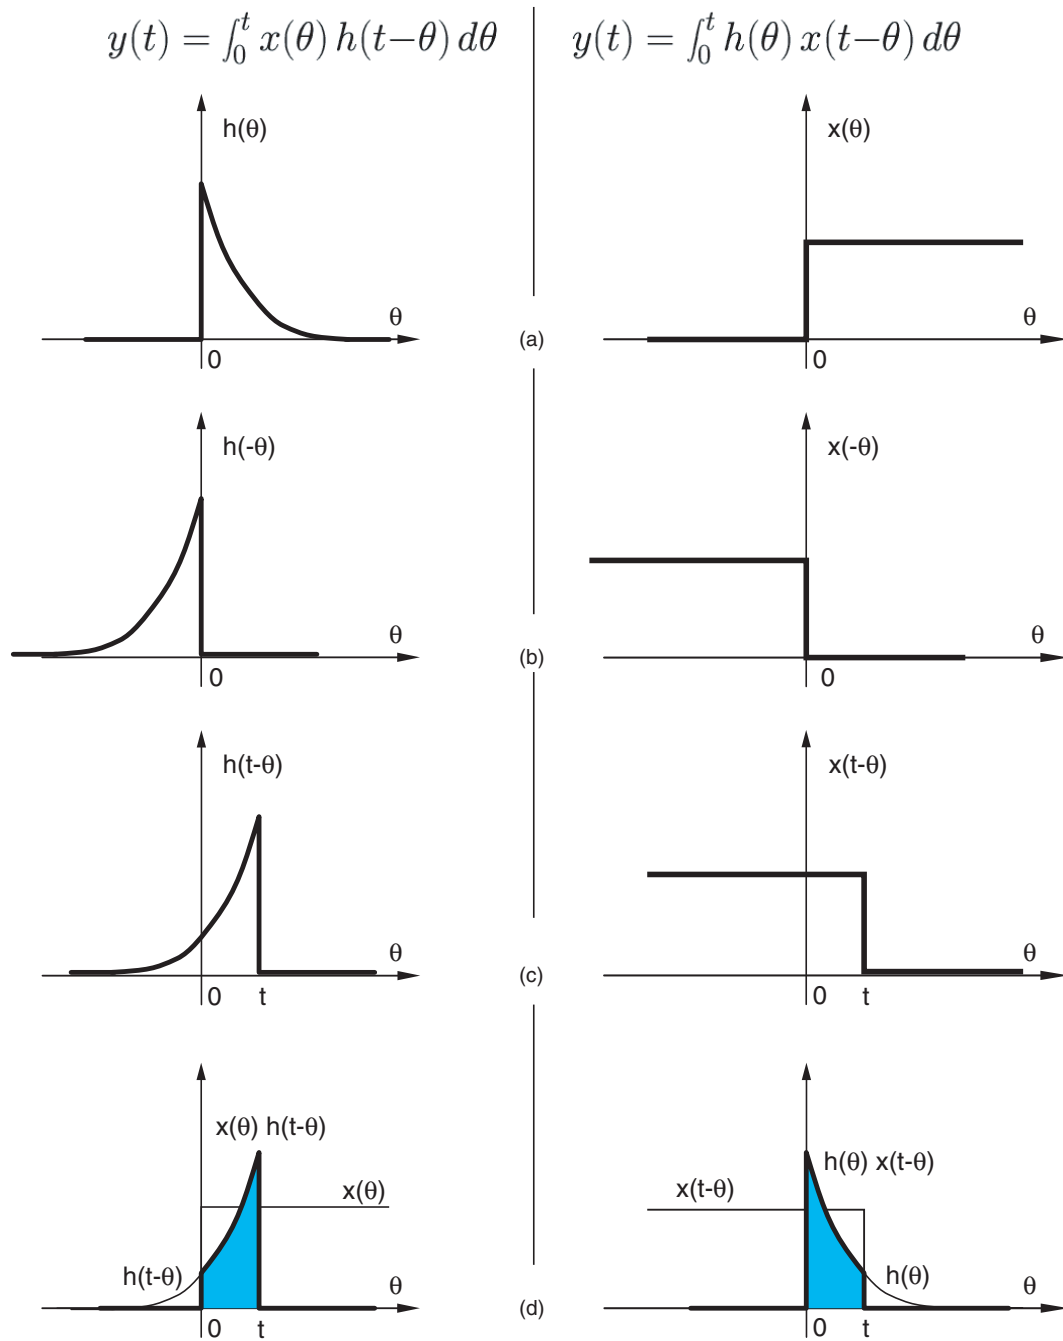 y(t) = ∫₀ᵗ x(θ) h(t−θ) dθ
y(t) = ∫₀ᵗ h(θ) x(t−θ) dθ
h(θ)
x(θ)
θ
θ
(a)
0
0
h(-θ)
x(-θ)
θ
θ
(b)
0
0
h(t-θ)
x(t-θ)
θ
θ
(c)
0 t
0 t
x(θ) h(t-θ)
h(θ) x(t-θ)
x(θ)
x(t-θ)
h(t-θ)
h(θ)
θ
θ
(d)
0 t
0 t